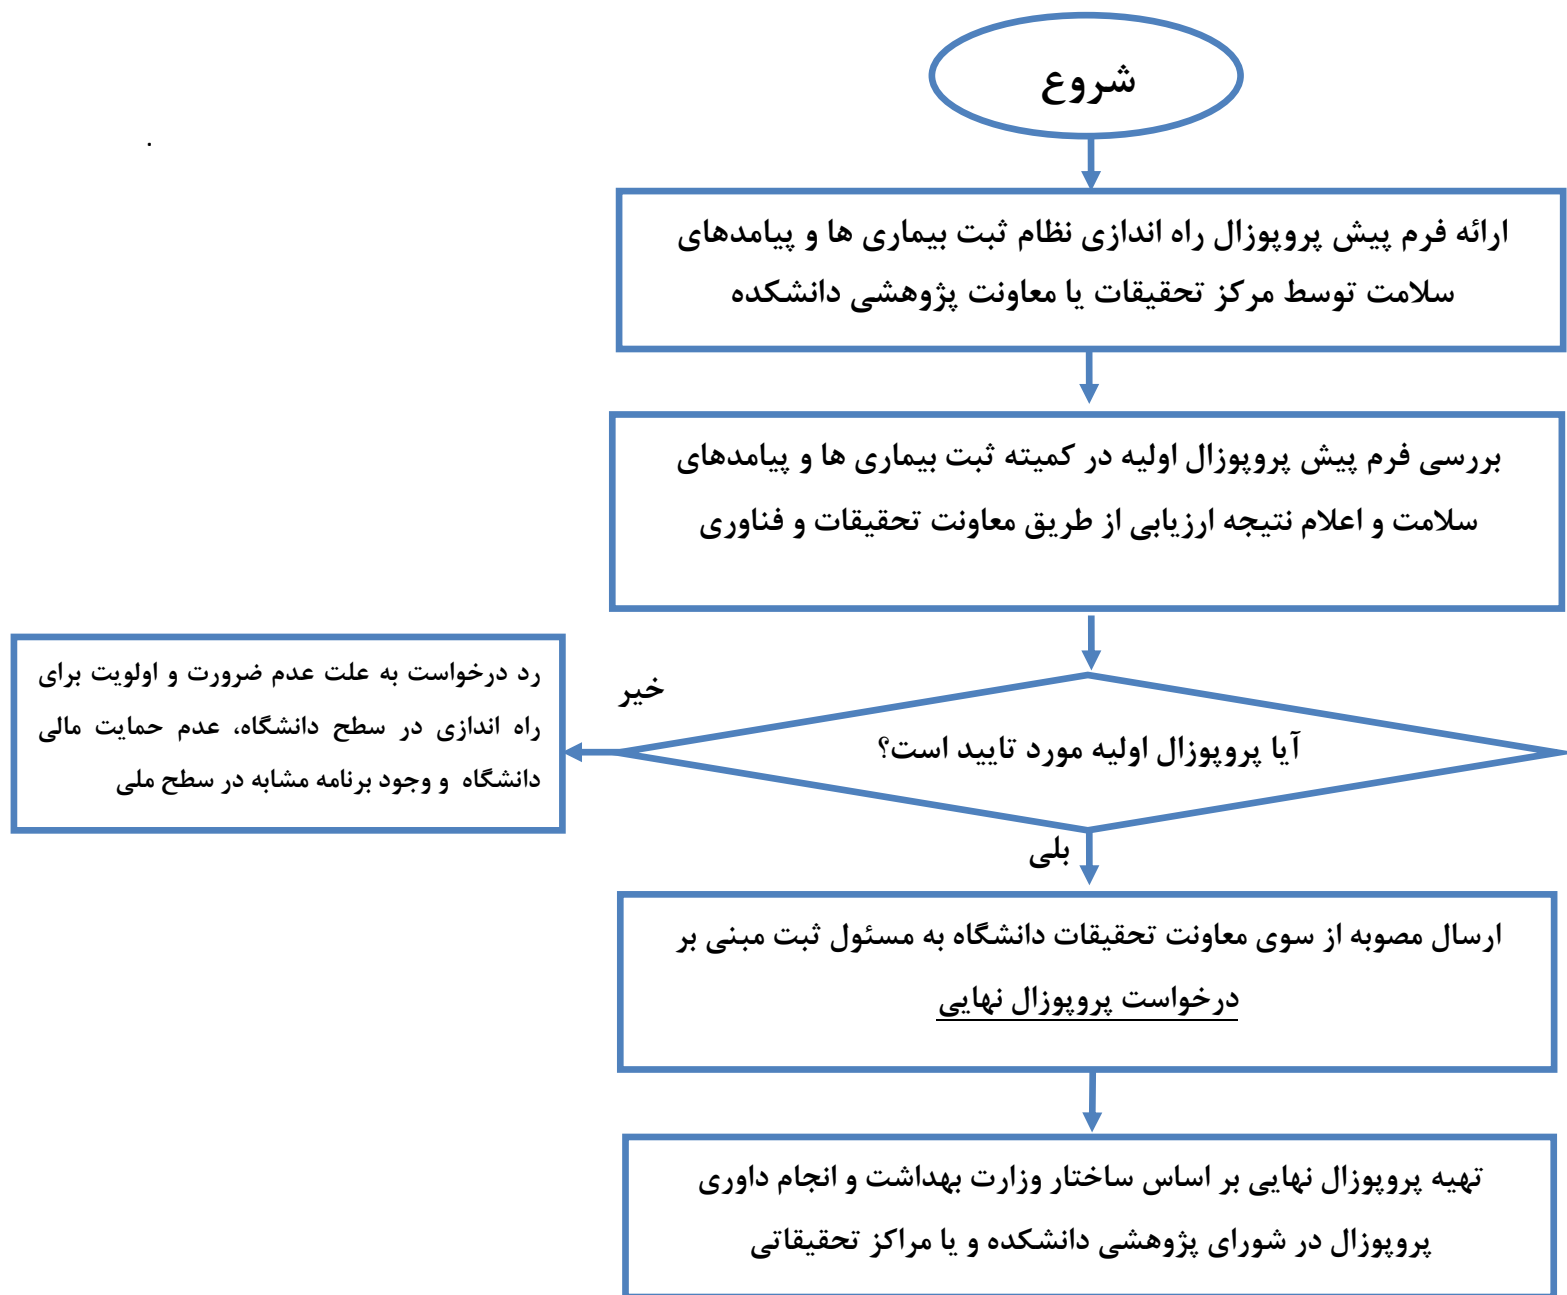 شروع
.
ارائه فرم پیش پروپوزال راه اندازی نظام ثبت بیماری ها و پیامدهای
سلامت توسط مرکز تحقیقات یا معاونت پژوهشی دانشکده
بررسی فرم پیش پروپوزال اولیه در کمیته ثبت بیماری ها و پیامدهای
سلامت و اعلام نتیجه ارزیابی از طریق معاونت تحقیقات و فناوری
آیا پروپوزال اولیه مورد تایید است؟
خیر
رد درخواست به علت عدم ضرورت و اولویت برای
راه اندازی در سطح دانشگاه، عدم حمایت مالی
دانشگاه و وجود برنامه مشابه در سطح ملی
بلی
ارسال مصوبه از سوی معاونت تحقیقات دانشگاه به مسئول ثبت مبنی بر
درخواست پروپوزال نهایی
تهیه پروپوزال نهایی بر اساس ساختار وزارت بهداشت و انجام داوری
پروپوزال در شورای پژوهشی دانشکده و یا مراکز تحقیقاتی